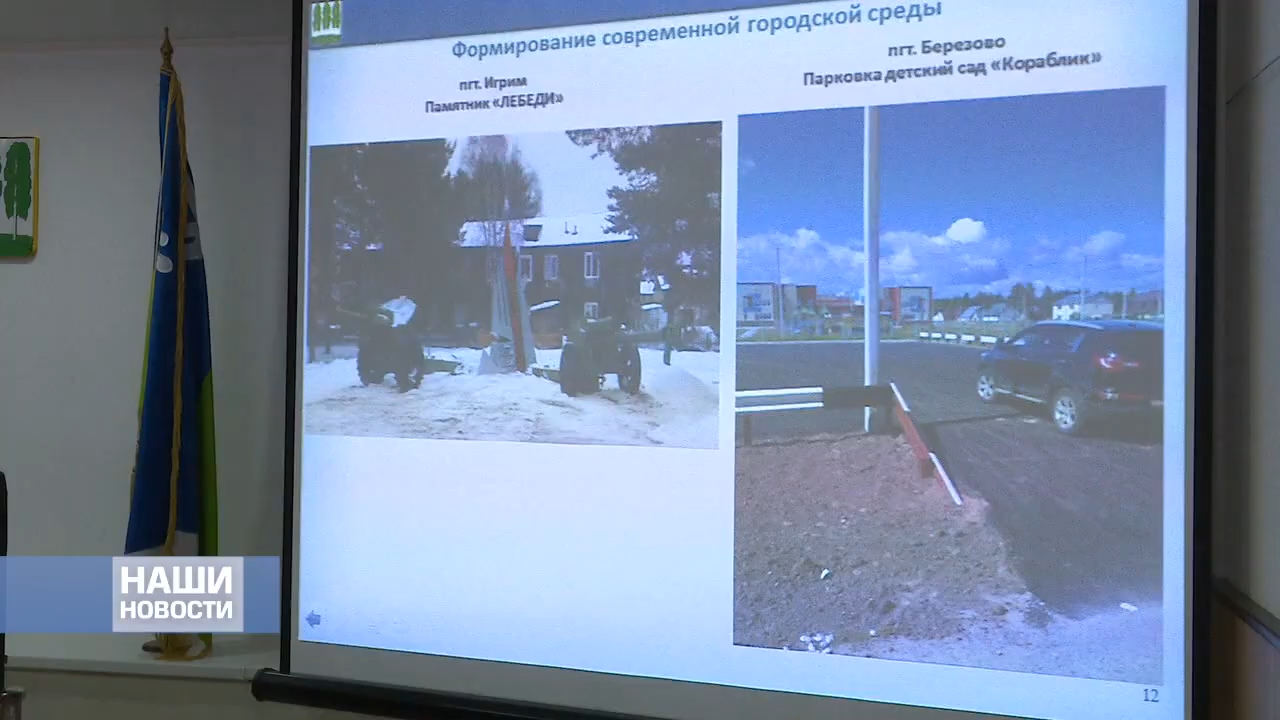 Формирование современной городской среды
пгт. Игрим
Памятник «ЛЕБЕДИ»
пгт. Березово
Парковка детский сад «Кораблик»
НАШИ
НОВОСТИ
12